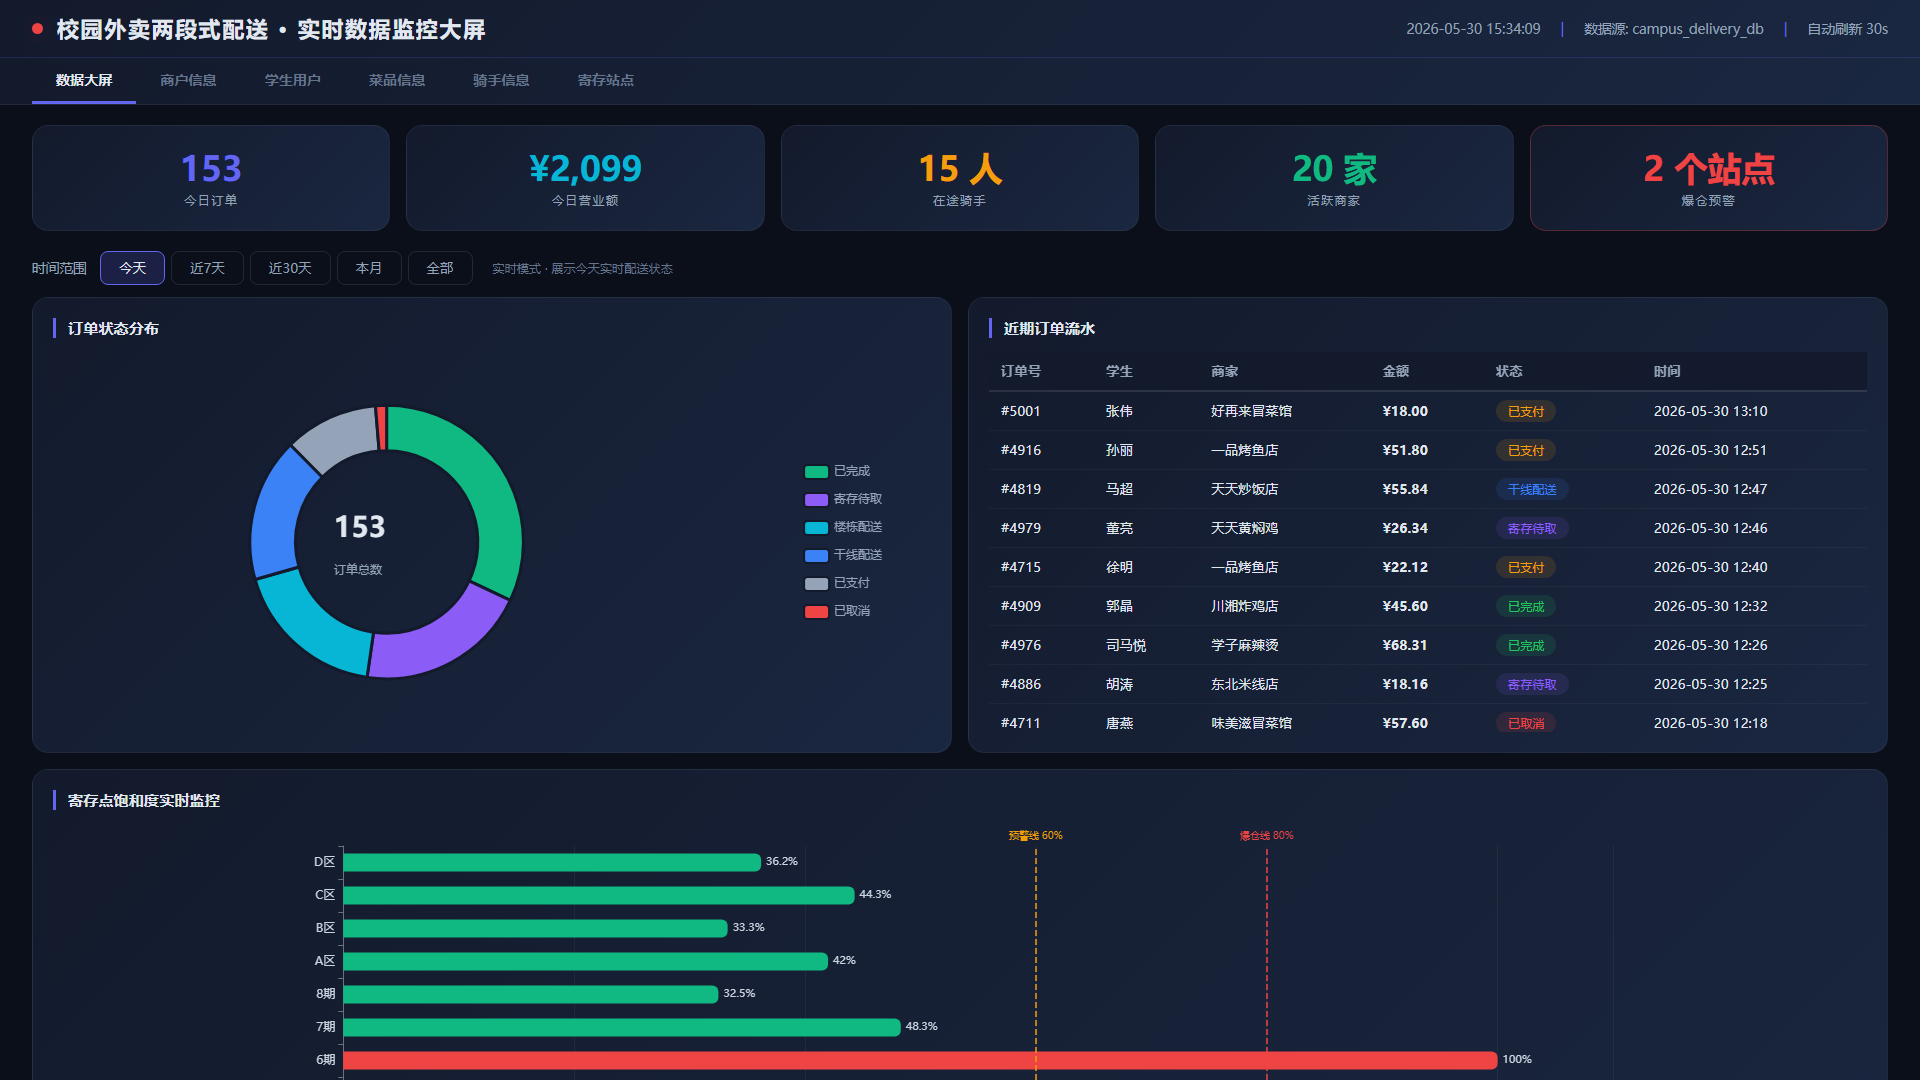 校园外卖两段式配送 • 实时数据监控大屏
2026-05-30 15:34:09 | 数据源: campus_delivery_db | 自动刷新 30s
数据大屏 商户信息 学生用户 菜品信息 骑手信息 寄存站点
153
今日订单
¥2,099
今日营业额
15 人
在途骑手
20 家
活跃商家
2 个站点
爆仓预警
时间范围 今天 近7天 近30天 本月 全部 实时模式 · 展示今天实时配送状态
订单状态分布
153
订单总数
已完成
寄存待取
楼栋配送
干线配送
已支付
已取消
近期订单流水
订单号 学生 商家 金额 状态 时间
#5001 张伟 好再来冒菜馆 ¥18.00 已支付 2026-05-30 13:10
#4916 孙丽 一品烤鱼店 ¥51.80 已支付 2026-05-30 12:51
#4819 马超 天天炒饭店 ¥55.84 干线配送 2026-05-30 12:47
#4979 董亮 天天黄焖鸡 ¥26.34 寄存待取 2026-05-30 12:46
#4715 徐明 一品烤鱼店 ¥22.12 已支付 2026-05-30 12:40
#4909 郭晶 川湘炸鸡店 ¥45.60 已完成 2026-05-30 12:32
#4976 司马悦 学子麻辣烫 ¥68.31 已完成 2026-05-30 12:26
#4886 胡涛 东北米线店 ¥18.16 寄存待取 2026-05-30 12:25
#4711 唐燕 味美滋冒菜馆 ¥57.60 已取消 2026-05-30 12:18
寄存点饱和度实时监控
预警线 60% 爆仓线 80%
D区 36.2%
C区 44.3%
B区 33.3%
A区 42%
8期 32.5%
7期 48.3%
6期 100%